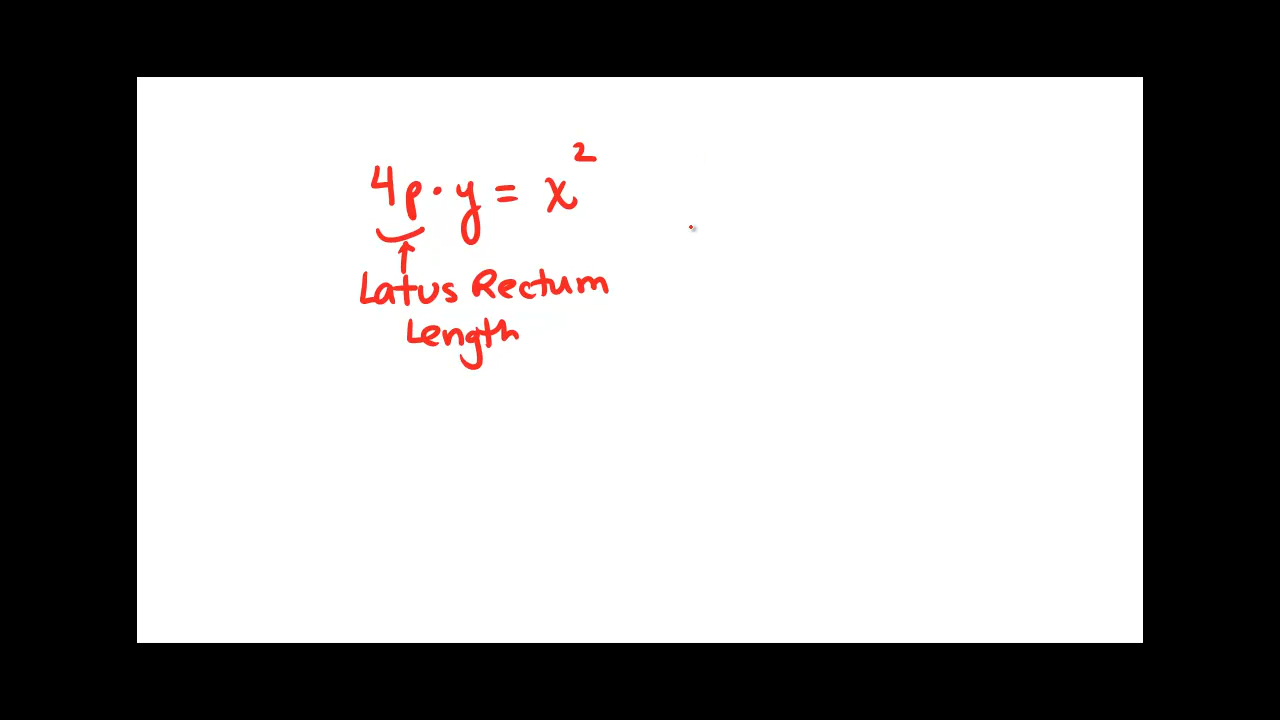 4p · y = x²
Latus Rectum
Length